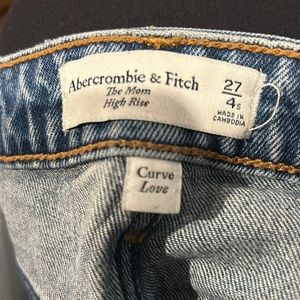 Abercrombie & Fitch
The Mom
High Rise
27
4s
MADE IN
CAMBODIA
Curve
Love